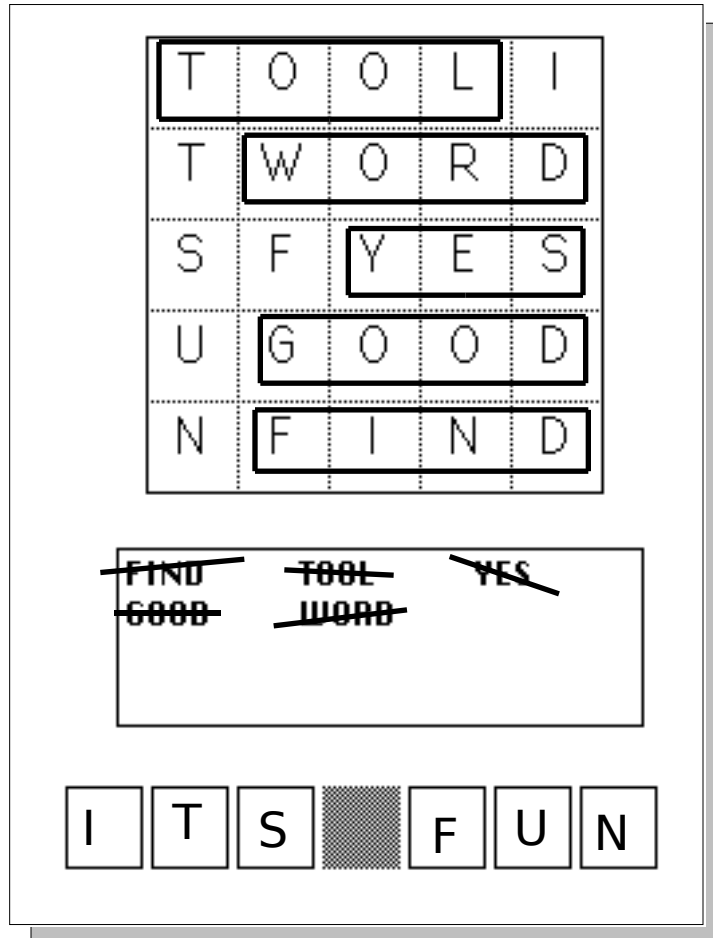 T O O L I
T W O R D
S F Y E S
U G O O D
N F I N D
FIND TOOL YES
GOOD WORD
I T S F U N